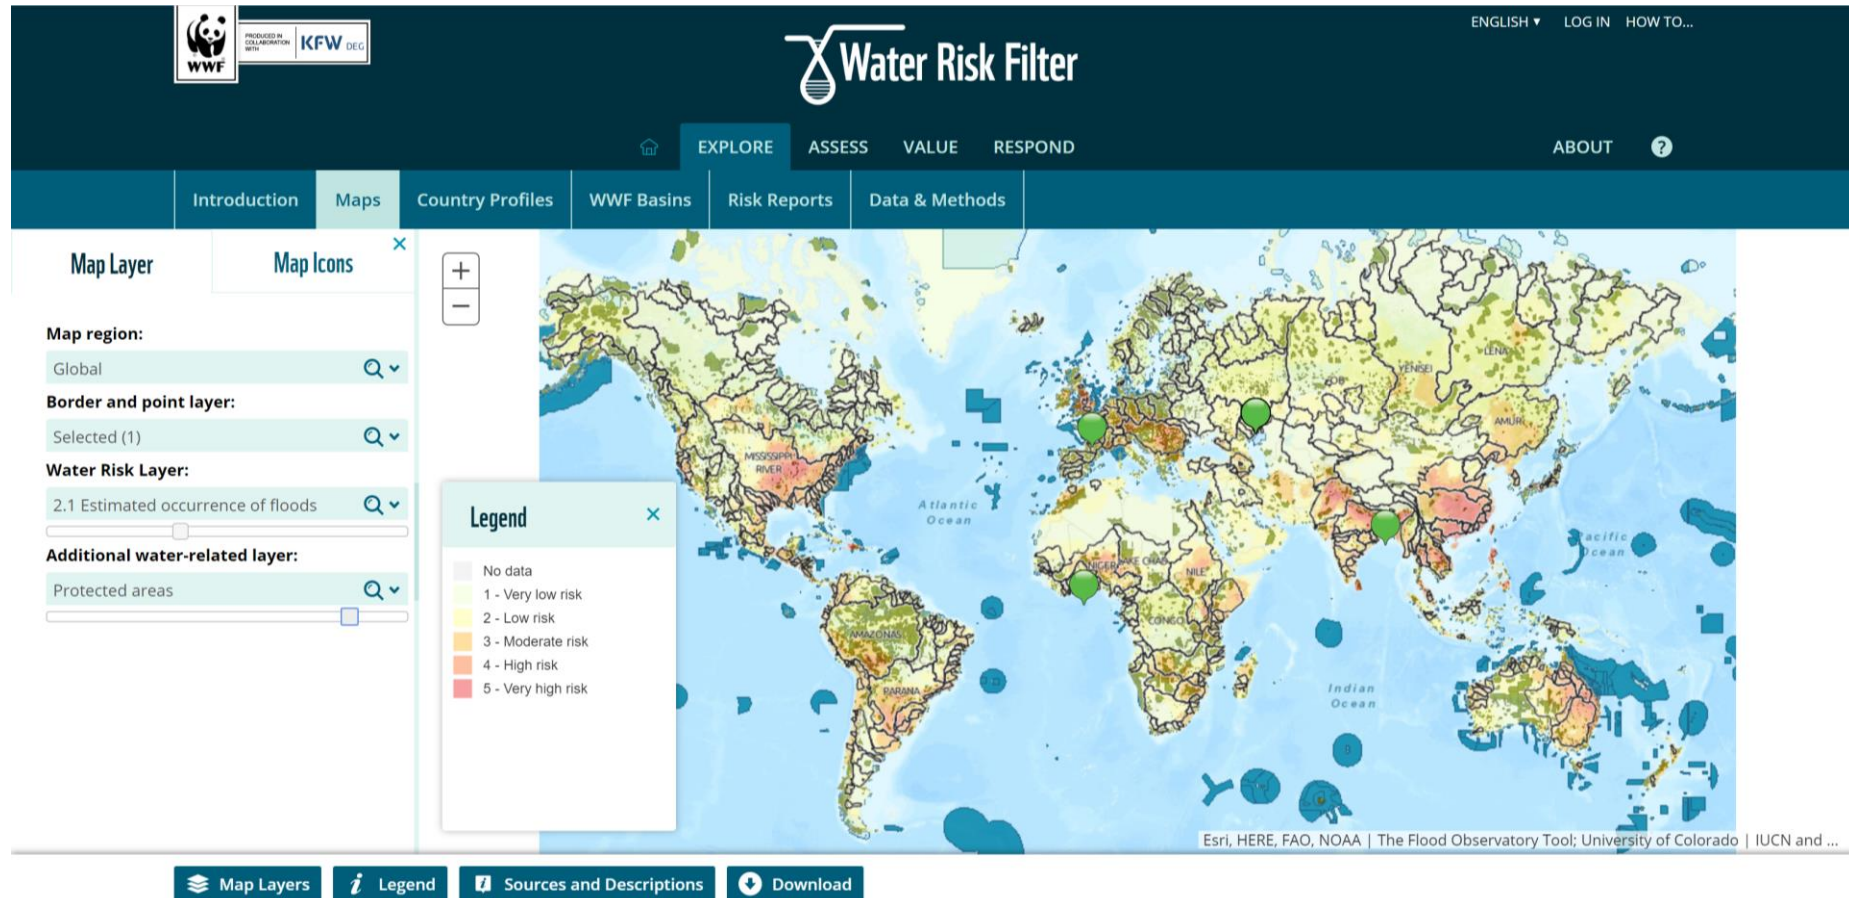 WWF
PRODUCED IN
COLLABORATION
WITH
KFW DEG
Water Risk Filter
ENGLISH ▾ LOG IN HOW TO...
EXPLORE ASSESS VALUE RESPOND ABOUT ?
Introduction Maps Country Profiles WWF Basins Risk Reports Data & Methods
Map Layer Map Icons
Map region:
Global
Border and point layer:
Selected (1)
Water Risk Layer:
2.1 Estimated occurrence of floods
Additional water-related layer:
Protected areas
+
−
Legend
No data
1 - Very low risk
2 - Low risk
3 - Moderate risk
4 - High risk
5 - Very high risk
MISSISSIPPI
RIVER
Atlantic
Ocean
AMAZONAS
PARANA
NIGER
LAKE CHAD
NILE
CONGO
OB
YENISEI
LENA
AMUR
Pacific
Ocean
Indian
Ocean
Esri, HERE, FAO, NOAA | The Flood Observatory Tool; University of Colorado | IUCN and ...
Map Layers Legend Sources and Descriptions Download